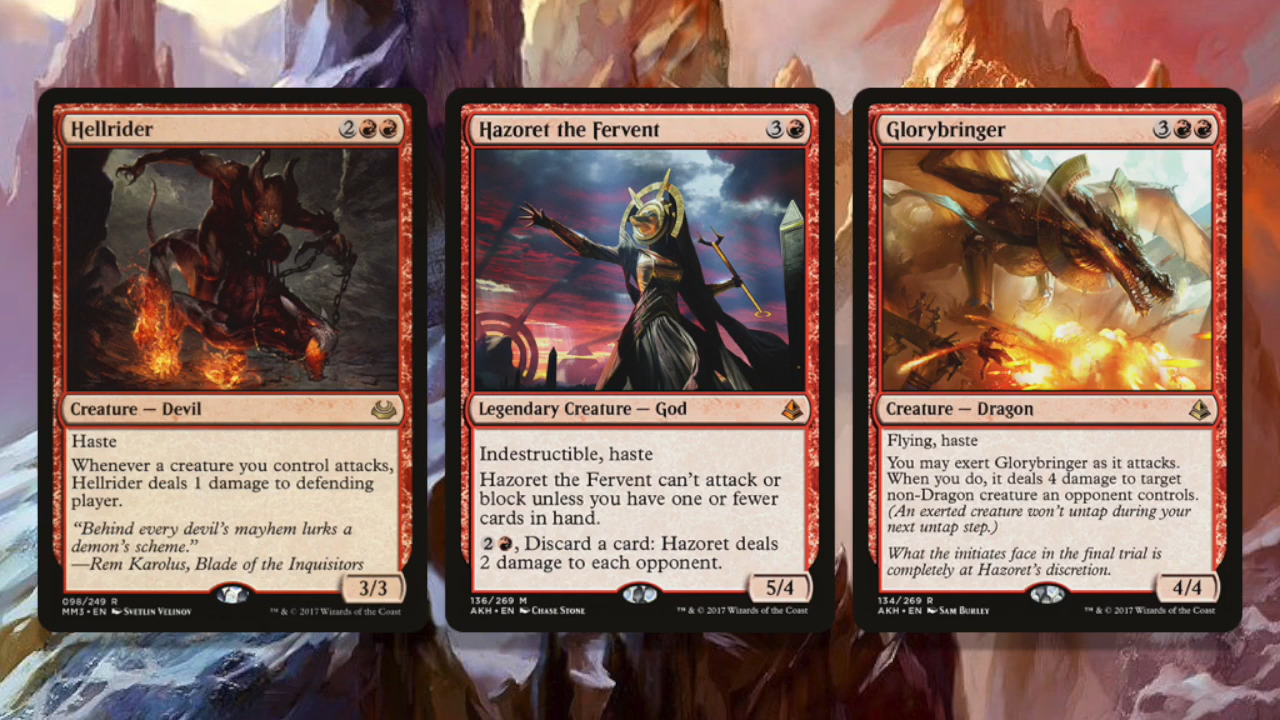 Hellrider 2
Creature — Devil
Haste
Whenever a creature you control attacks,
Hellrider deals 1 damage to defending
player.
“Behind every devil’s mayhem lurks a
demon’s scheme.”
—Rem Karolus, Blade of the Inquisitors
3/3
098/249 R
MM3 • EN Svetlin Velinov
™ & © 2017 Wizards of the Coast
Hazoret the Fervent 3
Legendary Creature — God
Indestructible, haste
Hazoret the Fervent can’t attack or
block unless you have one or fewer
cards in hand.
2, Discard a card: Hazoret deals
2 damage to each opponent.
5/4
136/269 M
AKH • EN Chase Stone
™ & © 2017 Wizards of the Coast
Glorybringer 3
Creature — Dragon
Flying, haste
You may exert Glorybringer as it attacks.
When you do, it deals 4 damage to target
non-Dragon creature an opponent controls.
(An exerted creature won’t untap during your
next untap step.)
What the initiates face in the final trial is
completely at Hazoret’s discretion.
4/4
134/269 R
AKH • EN Sam Burley
™ & © 2017 Wizards of the Coast